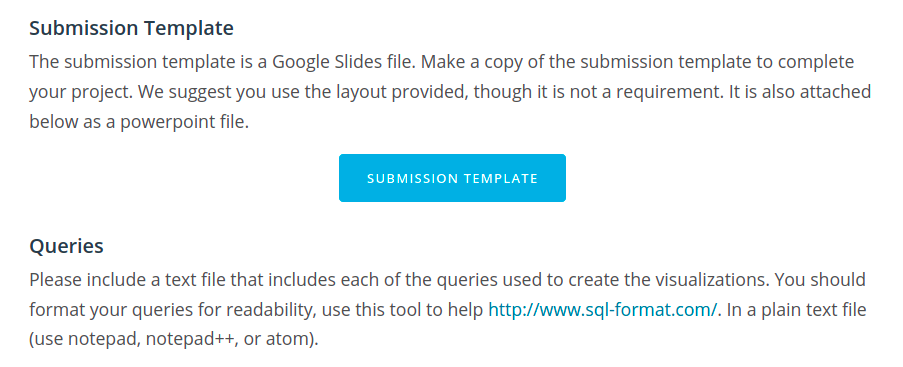 Submission Template
The submission template is a Google Slides file. Make a copy of the submission template to complete
your project. We suggest you use the layout provided, though it is not a requirement. It is also attached
below as a powerpoint file.
SUBMISSION TEMPLATE
Queries
Please include a text file that includes each of the queries used to create the visualizations. You should
format your queries for readability, use this tool to help http://www.sql-format.com/. In a plain text file
(use notepad, notepad++, or atom).